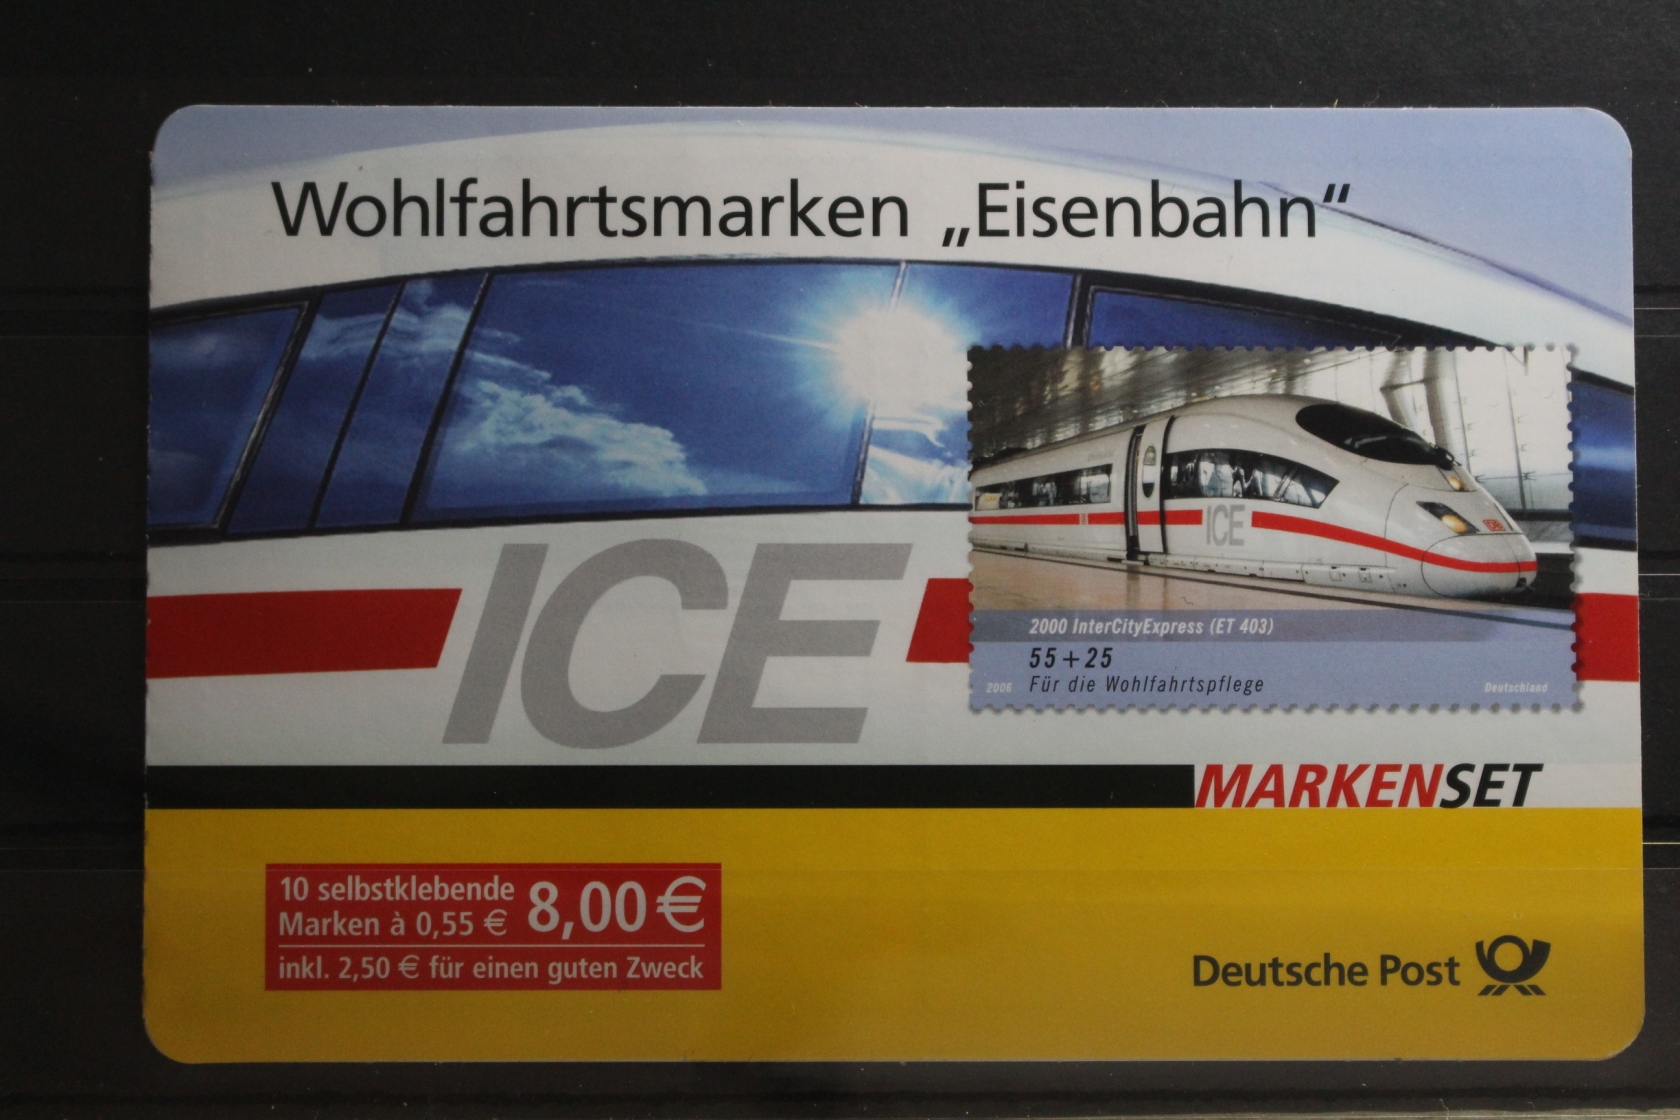 Wohlfahrtsmarken „Eisenbahn“
ICE
ICE
DB
2000 InterCityExpress (ET 403)
55+25
2006 Für die Wohlfahrtspflege Deutschland
MARKENSET
10 selbstklebende
Marken à 0,55 € 8,00 €
inkl. 2,50 € für einen guten Zweck
Deutsche Post